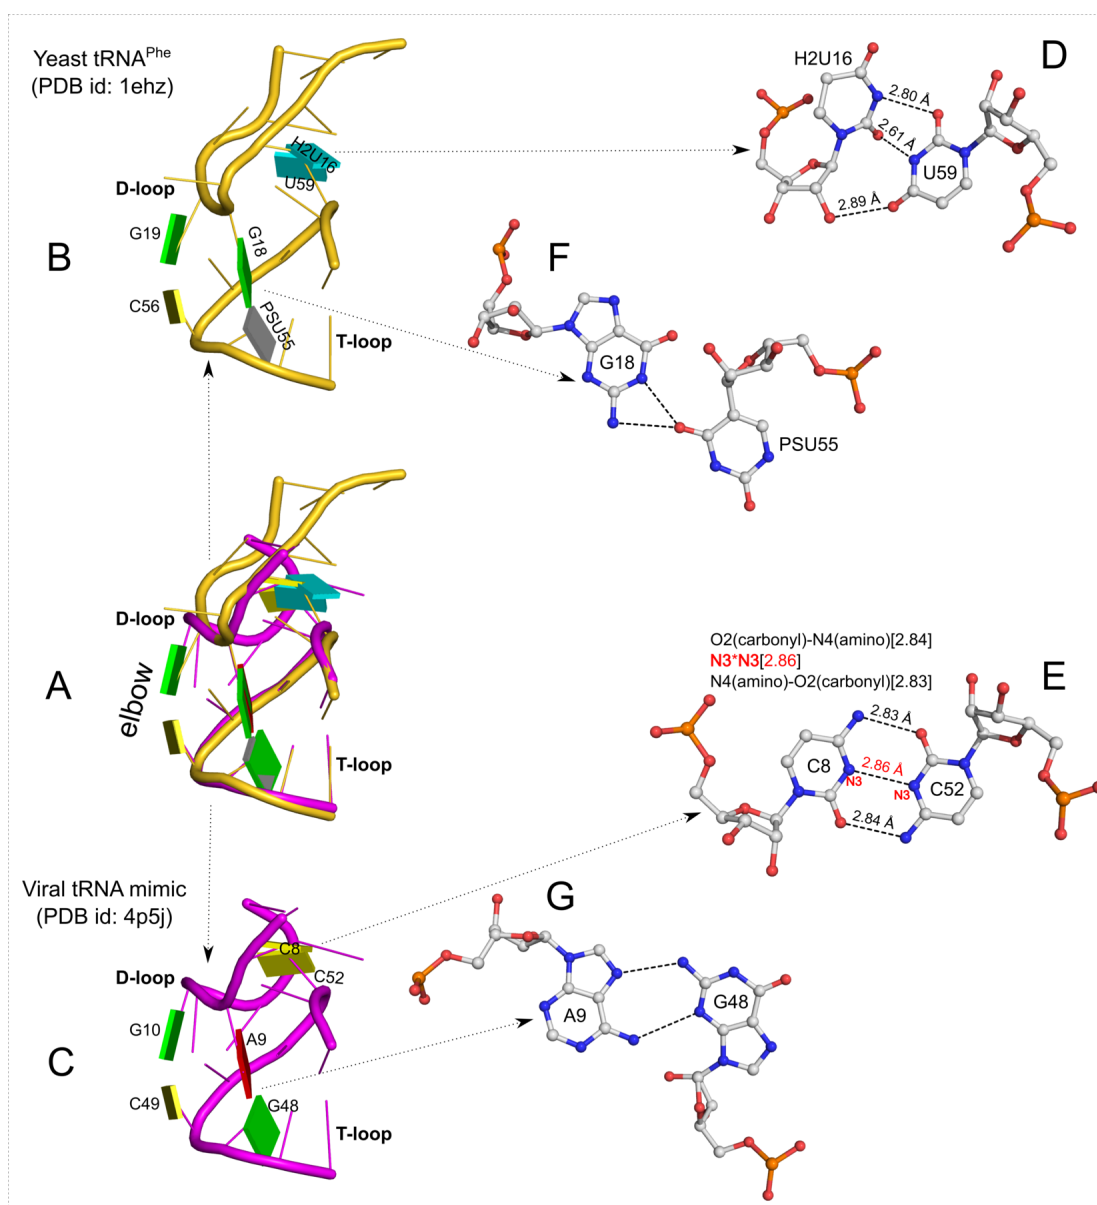 Yeast tRNAPhe
(PDB id: 1ehz)
B
D-loop
H2U16
U59
G19
G18
C56
PSU55
T-loop
D
H2U16
2.80 Å
2.61 Å
U59
2.89 Å
F
G18
PSU55
A
D-loop
elbow
T-loop
E
O2(carbonyl)-N4(amino)[2.84]
N3*N3[2.86]
N4(amino)-O2(carbonyl)[2.83]
2.83 Å
C8
2.86 Å
N3
N3
C52
2.84 Å
Viral tRNA mimic
(PDB id: 4p5j)
C
D-loop
C8
C52
G10
A9
C49
G48
T-loop
G
A9
G48